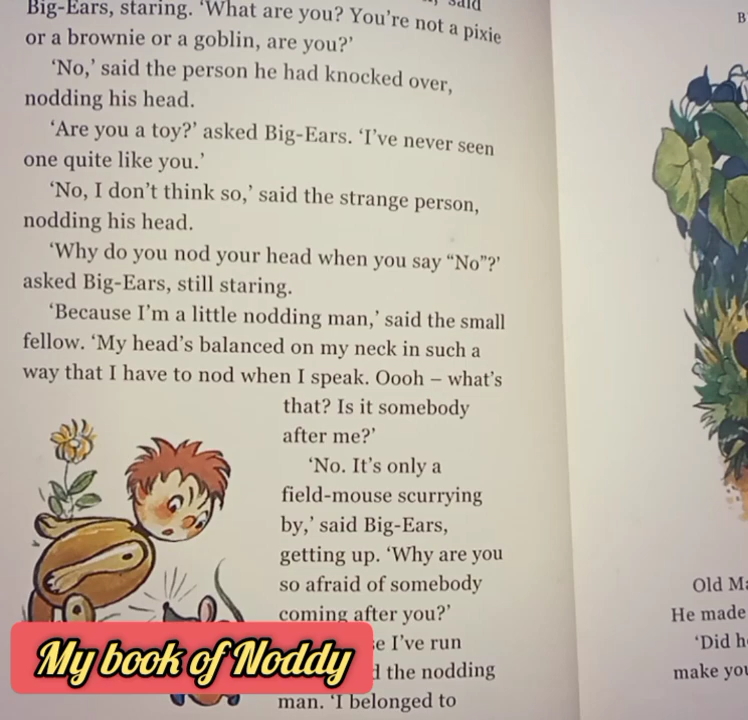 said
Big-Ears, staring. ‘What are you? You’re not a pixie
or a brownie or a goblin, are you?’
‘No,’ said the person he had knocked over,
nodding his head.
‘Are you a toy?’ asked Big-Ears. ‘I’ve never seen
one quite like you.’
‘No, I don’t think so,’ said the strange person,
nodding his head.
‘Why do you nod your head when you say “No”?’
asked Big-Ears, still staring.
‘Because I’m a little nodding man,’ said the small
fellow. ‘My head’s balanced on my neck in such a
way that I have to nod when I speak. Oooh – what’s
that? Is it somebody
after me?’
‘No. It’s only a
field-mouse scurrying
by,’ said Big-Ears,
getting up. ‘Why are you
so afraid of somebody
coming after you?’
I’ve run
the nodding
man. ‘I belonged to
My book of Noddy
B
Old
He made
‘Did
make